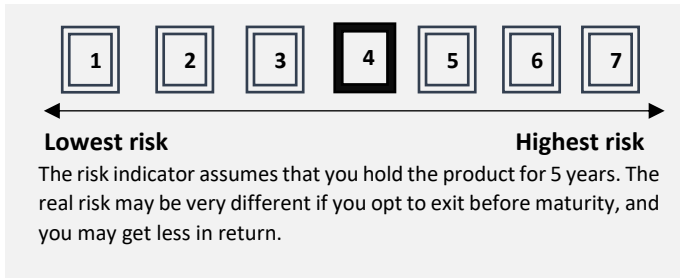 1 2 3 4 5 6 7
Lowest risk Highest risk
The risk indicator assumes that you hold the product for 5 years. The
real risk may be very different if you opt to exit before maturity, and
you may get less in return.